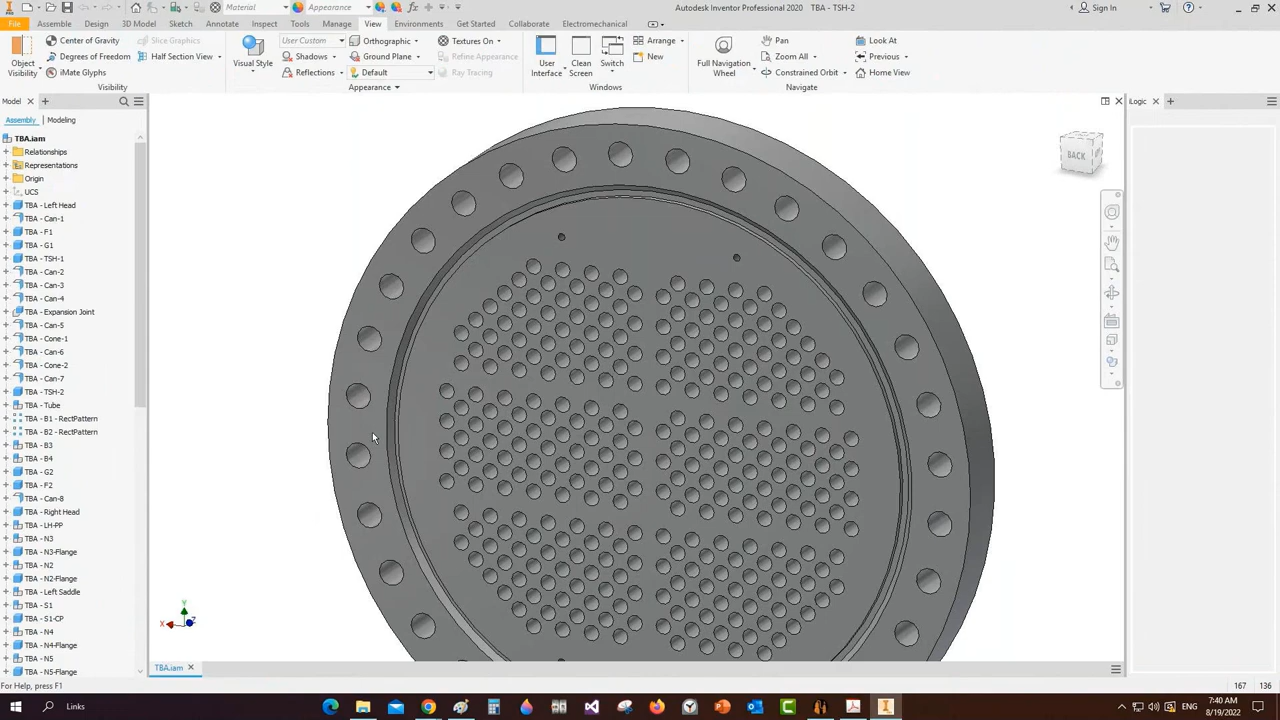 Material
Appearance
Autodesk Inventor Professional 2020 TBA - TSH-2
Sign In
File Assembly Design 3D Model Sketch Annotate Inspect Tools Manage View Environments Get Started Collaborate Electromechanical
Object
Visibility
Center of Gravity
Degrees of Freedom
iMate Glyphs
Slice Graphics
Half Section View
Visibility
Visual Style
User Custom
Shadows
Reflections
Orthographic
Ground Plane
Default
Textures On
Refine Appearance
Ray Tracing
Appearance
User
Interface
Clean
Screen
Switch
Arrange
New
Windows
Full Navigation
Wheel
Pan
Zoom All
Constrained Orbit
Look At
Previous
Home View
Navigate
Model
Assembly Modeling
TBA.iam
Relationships
Representations
Origin
UCS
TBA - Left Head
TBA - Can-1
TBA - F1
TBA - G1
TBA - TSH-1
TBA - Can-2
TBA - Can-3
TBA - Can-4
TBA - Expansion Joint
TBA - Can-5
TBA - Cone-1
TBA - Can-6
TBA - Cone-2
TBA - Can-7
TBA - TSH-2
TBA - Tube
TBA - B1 - RectPattern
TBA - B2 - RectPattern
TBA - B3
TBA - B4
TBA - G2
TBA - F2
TBA - Can-8
TBA - Right Head
TBA - LH-PP
TBA - N3
TBA - N3-Flange
TBA - N2
TBA - N2-Flange
TBA - Left Saddle
TBA - S1
TBA - S1-CP
TBA - N4
TBA - N4-Flange
TBA - N5
TBA - N5-Flange
BACK
iLogic
Y
X
Z
TBA.iam
For Help, press F1
167 136
Links
ENG
7:40 AM
8/19/2022